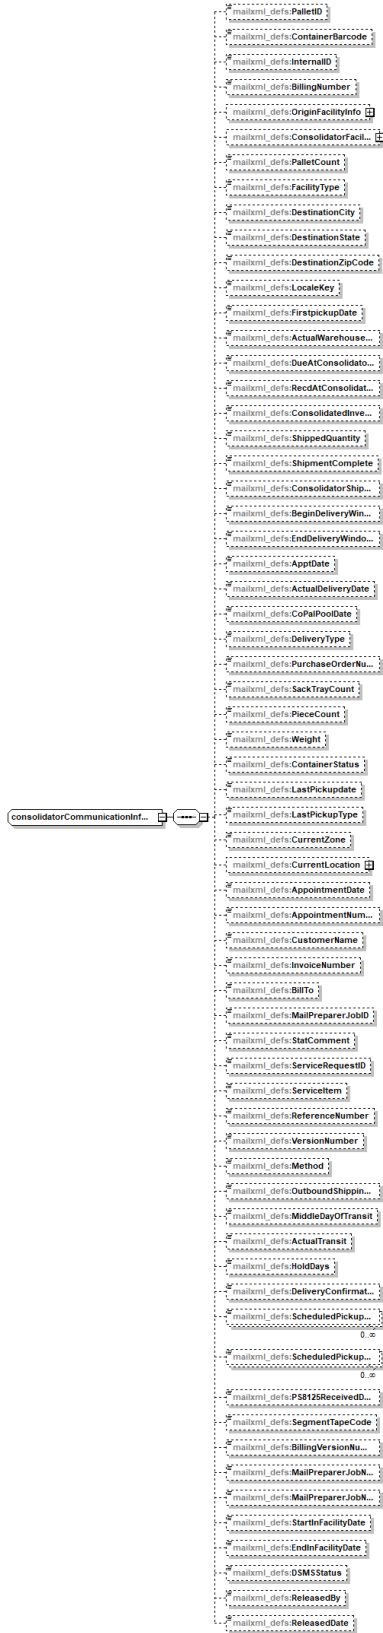 mailxml_defs:PalletID
mailxml_defs:ContainerBarcode
mailxml_defs:InternalID
mailxml_defs:BillingNumber
mailxml_defs:OriginFacilityInfo
mailxml_defs:ConsolidatorFacil...
mailxml_defs:PalletCount
mailxml_defs:FacilityType
mailxml_defs:DestinationCity
mailxml_defs:DestinationState
mailxml_defs:DestinationZipCode
mailxml_defs:LocaleKey
mailxml_defs:FirstpickupDate
mailxml_defs:ActualWarehouse...
mailxml_defs:DueAtConsolidato...
mailxml_defs:RecdAtConsolidat...
mailxml_defs:ConsolidatedInve...
mailxml_defs:ShippedQuantity
mailxml_defs:ShipmentComplete
mailxml_defs:ConsolidatorShip...
mailxml_defs:BeginDeliveryWin...
mailxml_defs:EndDeliveryWindo...
mailxml_defs:ApptDate
mailxml_defs:ActualDeliveryDate
mailxml_defs:CoPalPoolDate
mailxml_defs:DeliveryType
mailxml_defs:PurchaseOrderNu...
mailxml_defs:SackTrayCount
mailxml_defs:PieceCount
mailxml_defs:Weight
mailxml_defs:ContainerStatus
mailxml_defs:LastPickupdate
consolidatorCommunicationInf...
mailxml_defs:LastPickupType
mailxml_defs:CurrentZone
mailxml_defs:CurrentLocation
mailxml_defs:AppointmentDate
mailxml_defs:AppointmentNum...
mailxml_defs:CustomerName
mailxml_defs:InvoiceNumber
mailxml_defs:BillTo
mailxml_defs:MailPreparerJobID
mailxml_defs:StatComment
mailxml_defs:ServiceRequestID
mailxml_defs:ServiceItem
mailxml_defs:ReferenceNumber
mailxml_defs:VersionNumber
mailxml_defs:Method
mailxml_defs:OutboundShippin...
mailxml_defs:MiddleDayOfTransit
mailxml_defs:ActualTransit
mailxml_defs:HoldDays
mailxml_defs:DeliveryConfirmat...
mailxml_defs:ScheduledPickup...
0..∞
mailxml_defs:ScheduledPickup...
0..∞
mailxml_defs:PS8125ReceivedD...
mailxml_defs:SegmentTapeCode
mailxml_defs:BillingVersionNu...
mailxml_defs:MailPreparerJobN...
mailxml_defs:MailPreparerJobN...
mailxml_defs:StartInFacilityDate
mailxml_defs:EndInFacilityDate
mailxml_defs:DSMSStatus
mailxml_defs:ReleasedBy
mailxml_defs:ReleasedDate